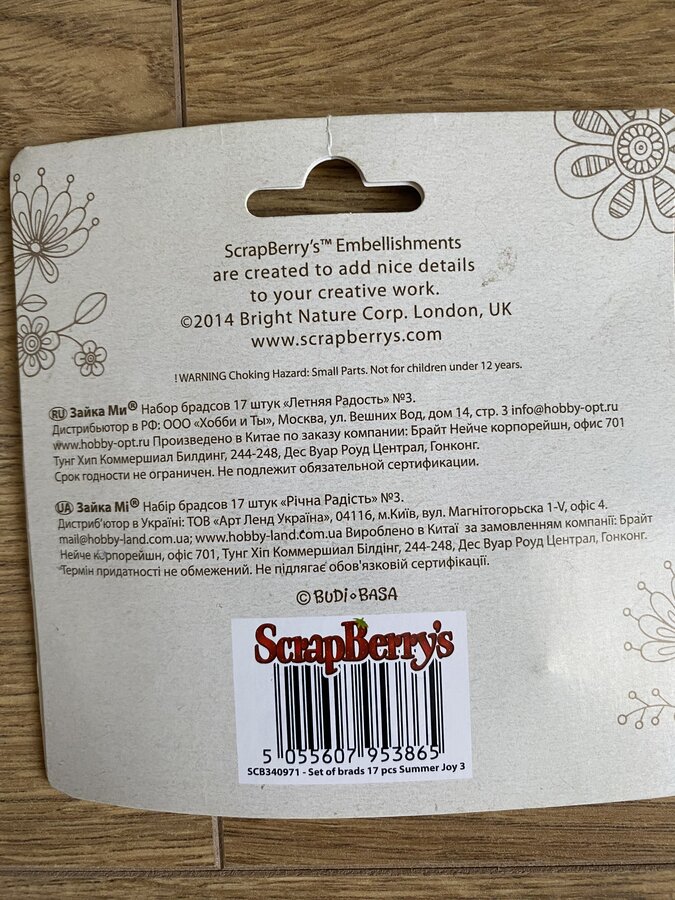 ScrapBerry's™ Embellishments
are created to add nice details
to your creative work.
©2014 Bright Nature Corp. London, UK
www.scrapberrys.com
! WARNING Choking Hazard: Small Parts. Not for children under 12 years.
RU Зайка Ми® Набор брадсов 17 штук «Летняя Радость» №3.
Дистрибьютор в РФ: ООО «Хобби и Ты», Москва, ул. Вешних Вод, дом 14, стр. 3 info@hobby-opt.ru
www.hobby-opt.ru Произведено в Китае по заказу компании: Брайт Нейче корпорейшн, офис 701
Тунг Хип Коммершиал Билдинг, 244-248, Дес Вуар Роуд Централ, Гонконг.
Срок годности не ограничен. Не подлежит обязательной сертификации.
UA Зайка Мі® Набір брадсов 17 штук «Річна Радість» №3.
Дистриб'ютор в Україні: ТОВ «Арт Ленд Україна», 04116, м.Київ, вул. Магнітогорська 1-V, офіс 4.
mail@hobby-land.com.ua; www.hobby-land.com.ua Вироблено в Китаї за замовленням компанії: Брайт
Нейче корпорейшн, офіс 701, Тунг Хіп Коммершіал Білдінг, 244-248, Дес Вуар Роуд Централ, Гонконг.
Термін придатності не обмежений. Не підлягає обов'язковій сертифікації.
© BUDi BASA
ScrapBerry's
5 055607 953865
SCB340971 - Set of brads 17 pcs Summer Joy 3